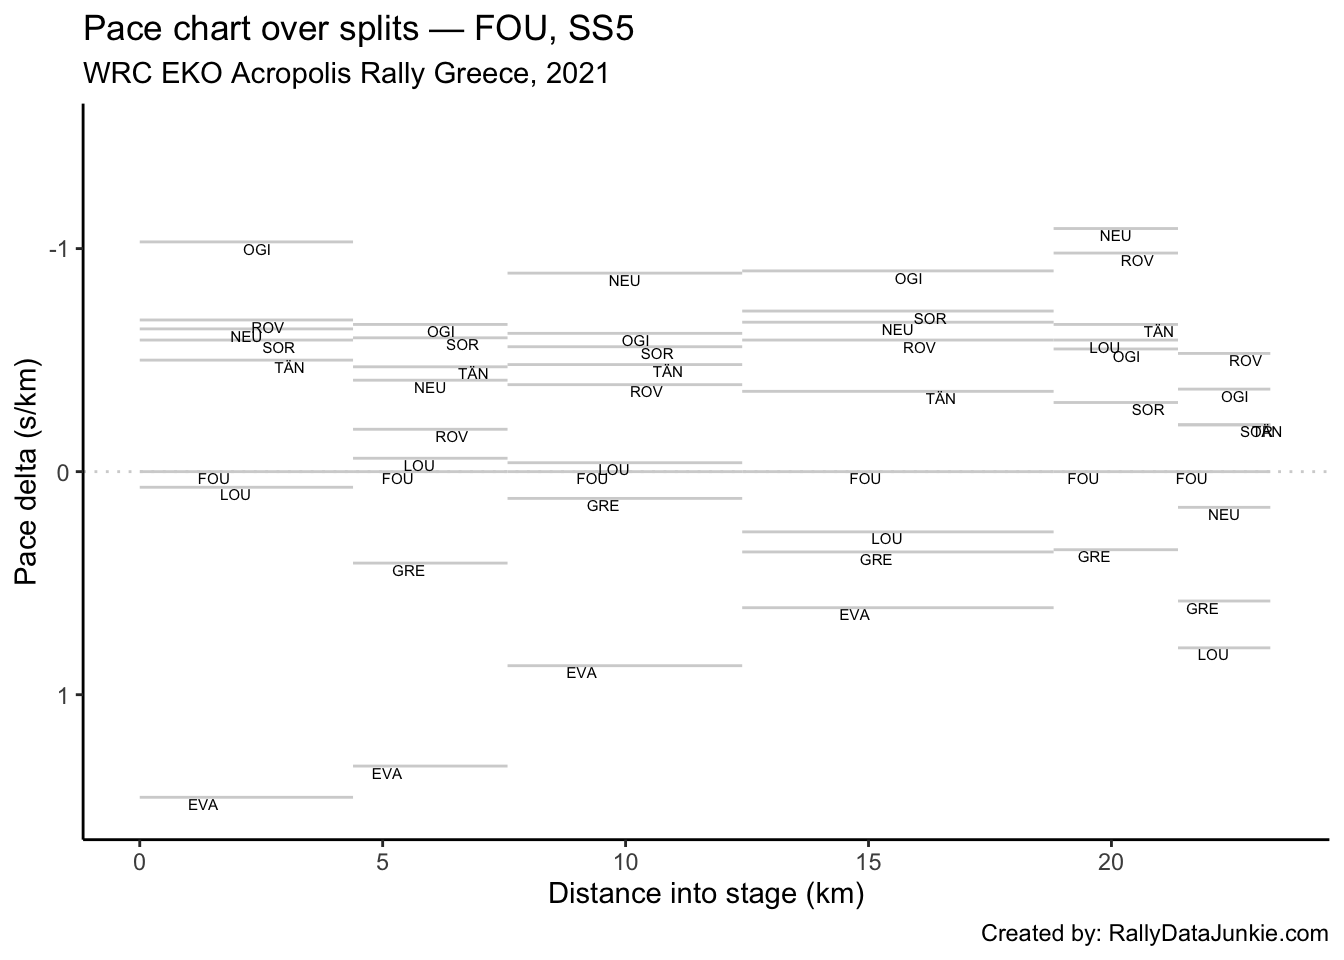 Pace chart over splits — FOU, SS5
WRC EKO Acropolis Rally Greece, 2021
Pace delta (s/km)
-1
0
1
OGI
ROV
NEU
SOR
TÄN
FOU
LOU
EVA
OGI
SOR
TÄN
NEU
ROV
LOU
FOU
GRE
EVA
NEU
OGI
SOR
TÄN
ROV
LOU
FOU
GRE
EVA
OGI
SOR
NEU
ROV
TÄN
FOU
LOU
GRE
EVA
NEU
ROV
TÄN
LOU
OGI
SOR
FOU
GRE
ROV
OGI
SOR
TÄN
FOU
NEU
GRE
LOU
0 5 10 15 20
Distance into stage (km)
Created by: RallyDataJunkie.com